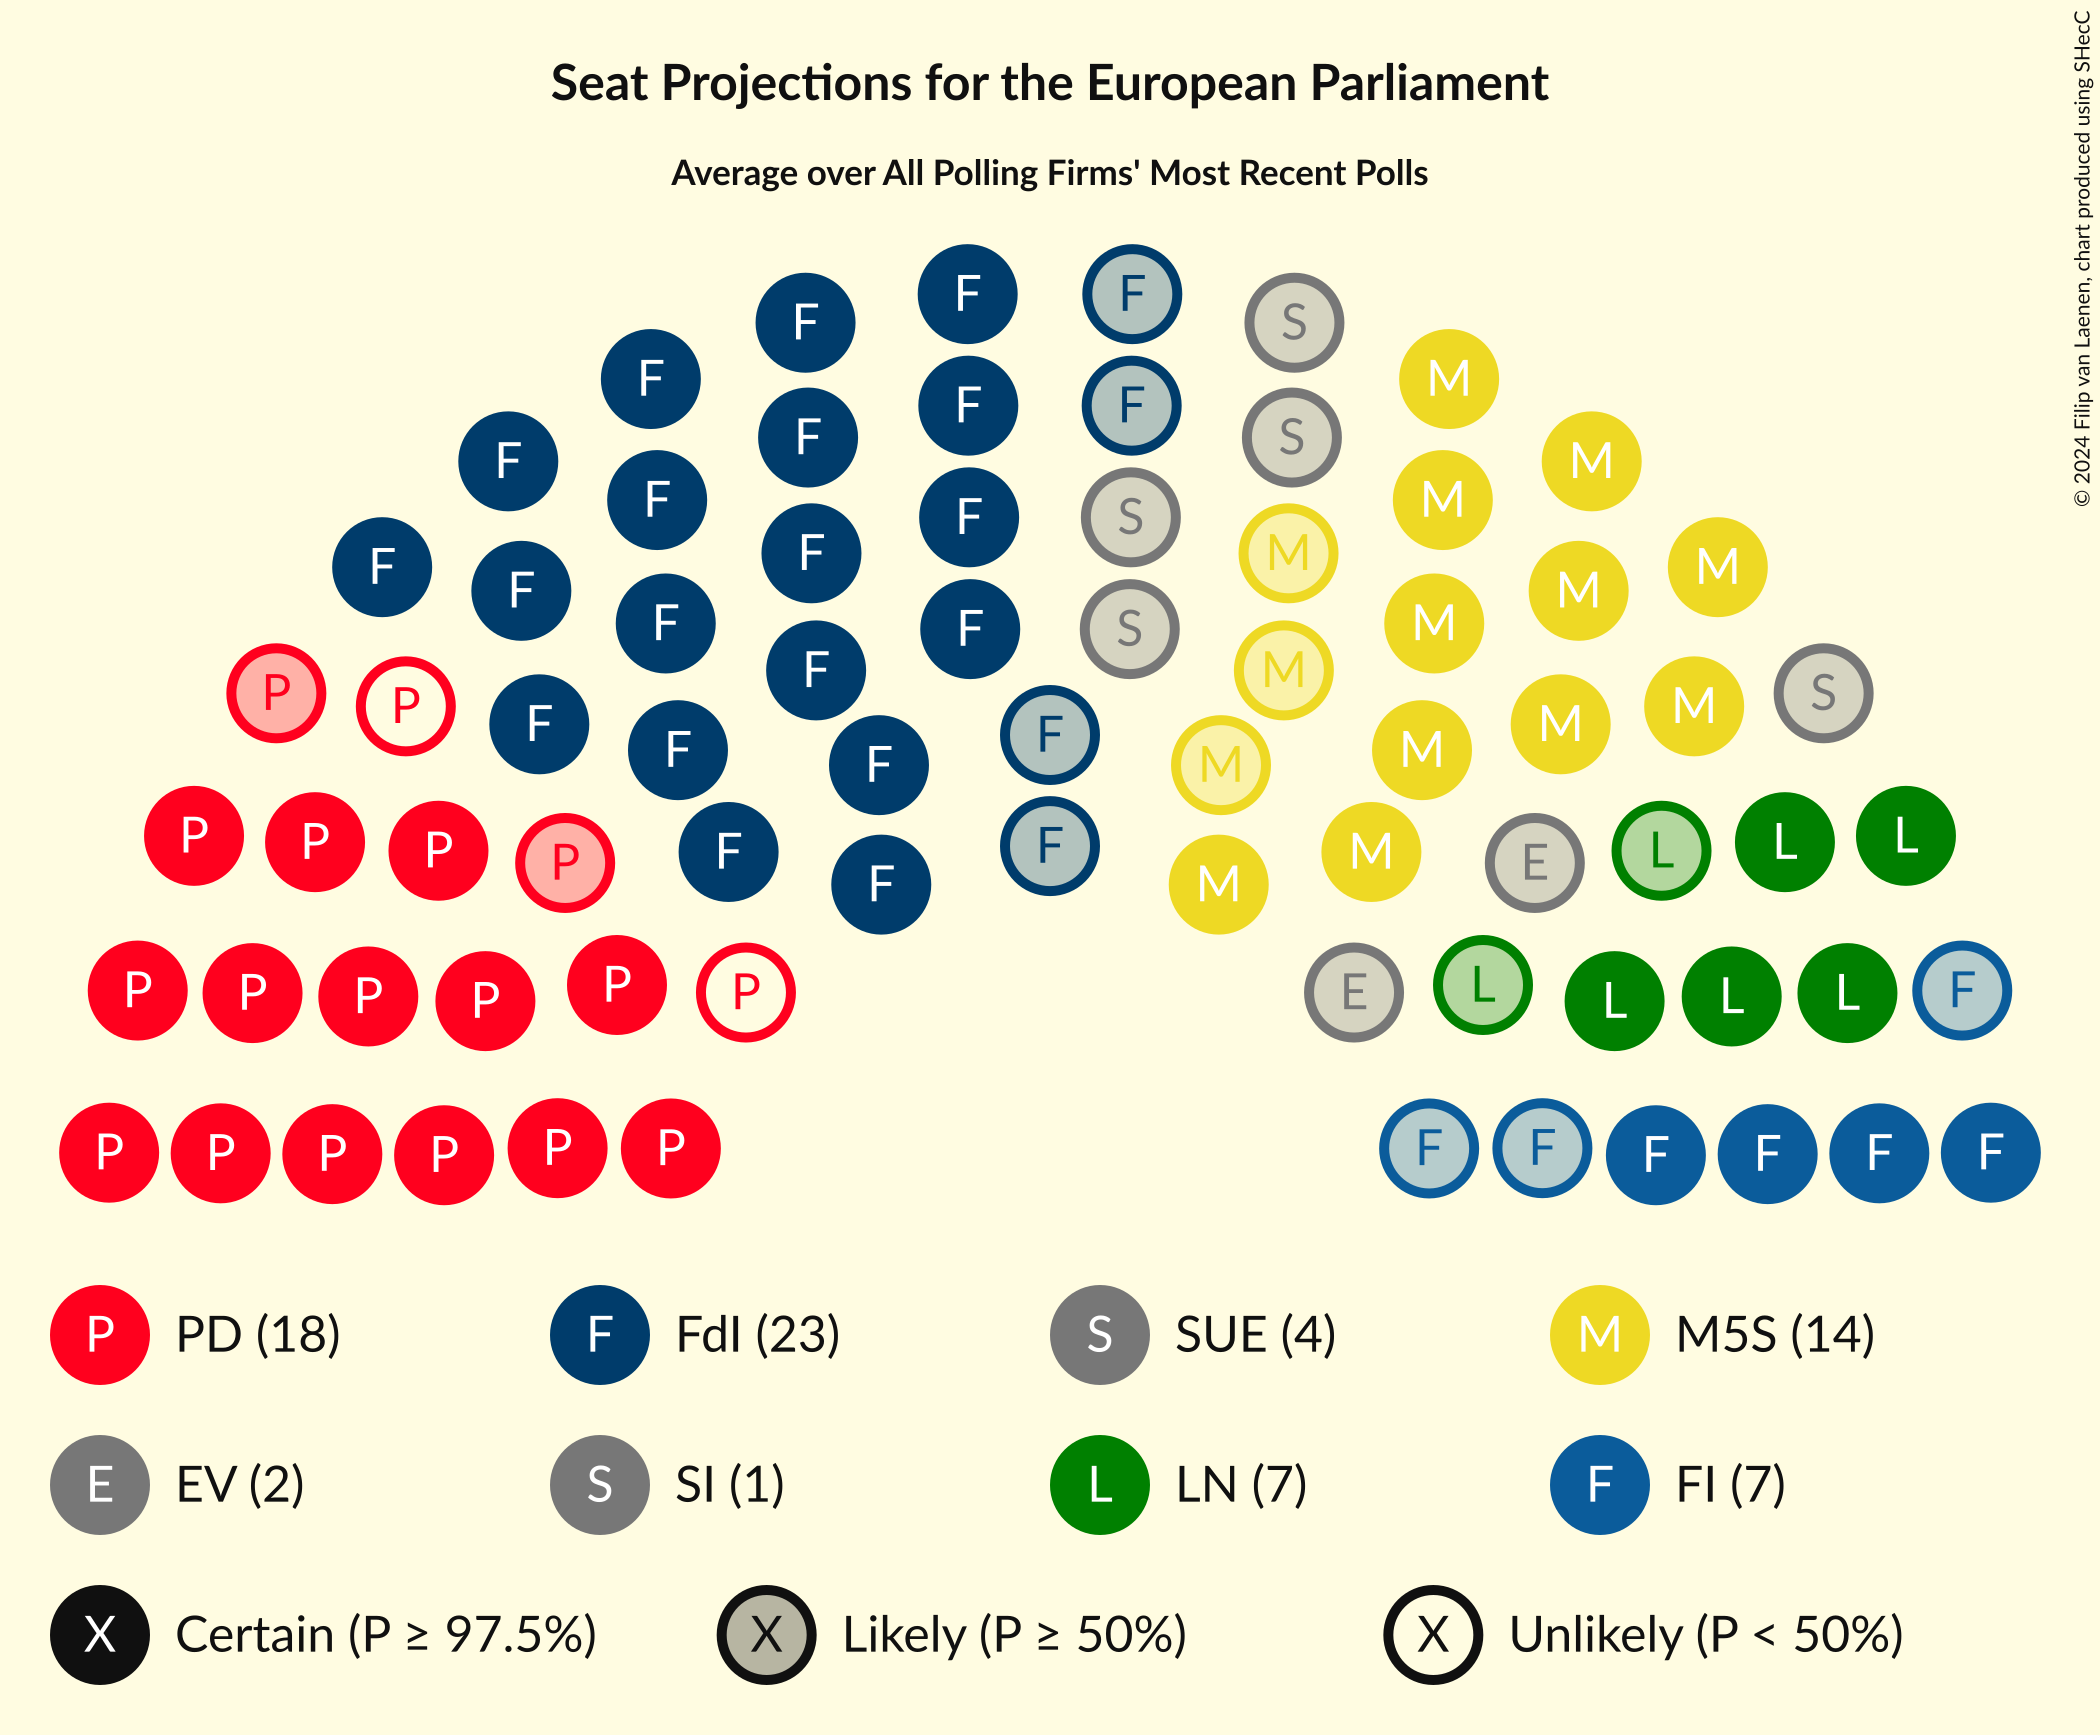 Seat Projections for the European Parliament
Average over All Polling Firms' Most Recent Polls
© 2024 Filip van Laenen, chart produced using SHecC
F F
F S
F M
F F F F S
F M
F F M
F F S
F F M M
F M
F M M
F S
P P F F F M M M M S
F F
M
P P P P F F F F M M E L L L
P P P P P P E L L L L F
P P P P P P F F F F F F
P PD (18) F FdI (23) S SUE (4) M M5S (14)
E EV (2) S SI (1) L LN (7) F FI (7)
X Certain (P ≥ 97.5%) X Likely (P ≥ 50%) X Unlikely (P < 50%)